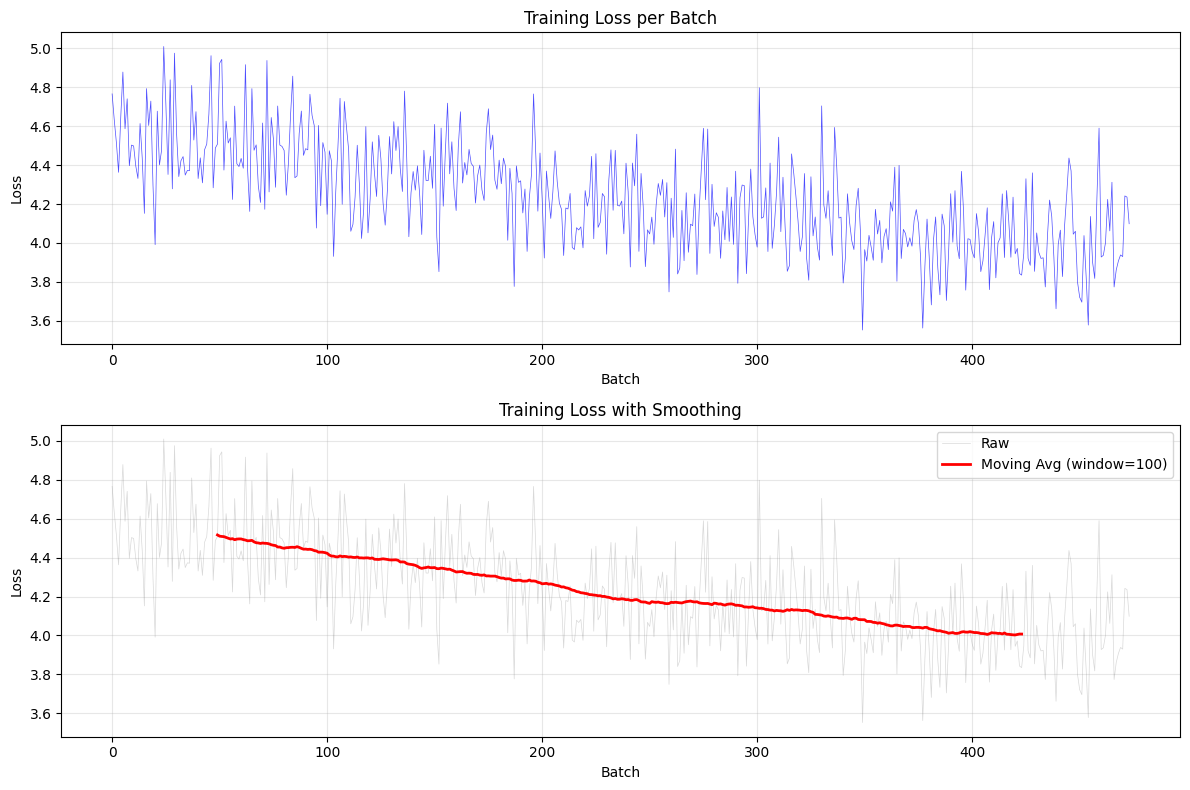 Training Loss per Batch
5.0
4.8
4.6
4.4
4.2
4.0
3.8
3.6
Loss
0 100 200 300 400
Batch
Training Loss with Smoothing
Raw
Moving Avg (window=100)
5.0
4.8
4.6
4.4
4.2
4.0
3.8
3.6
Loss
0 100 200 300 400
Batch